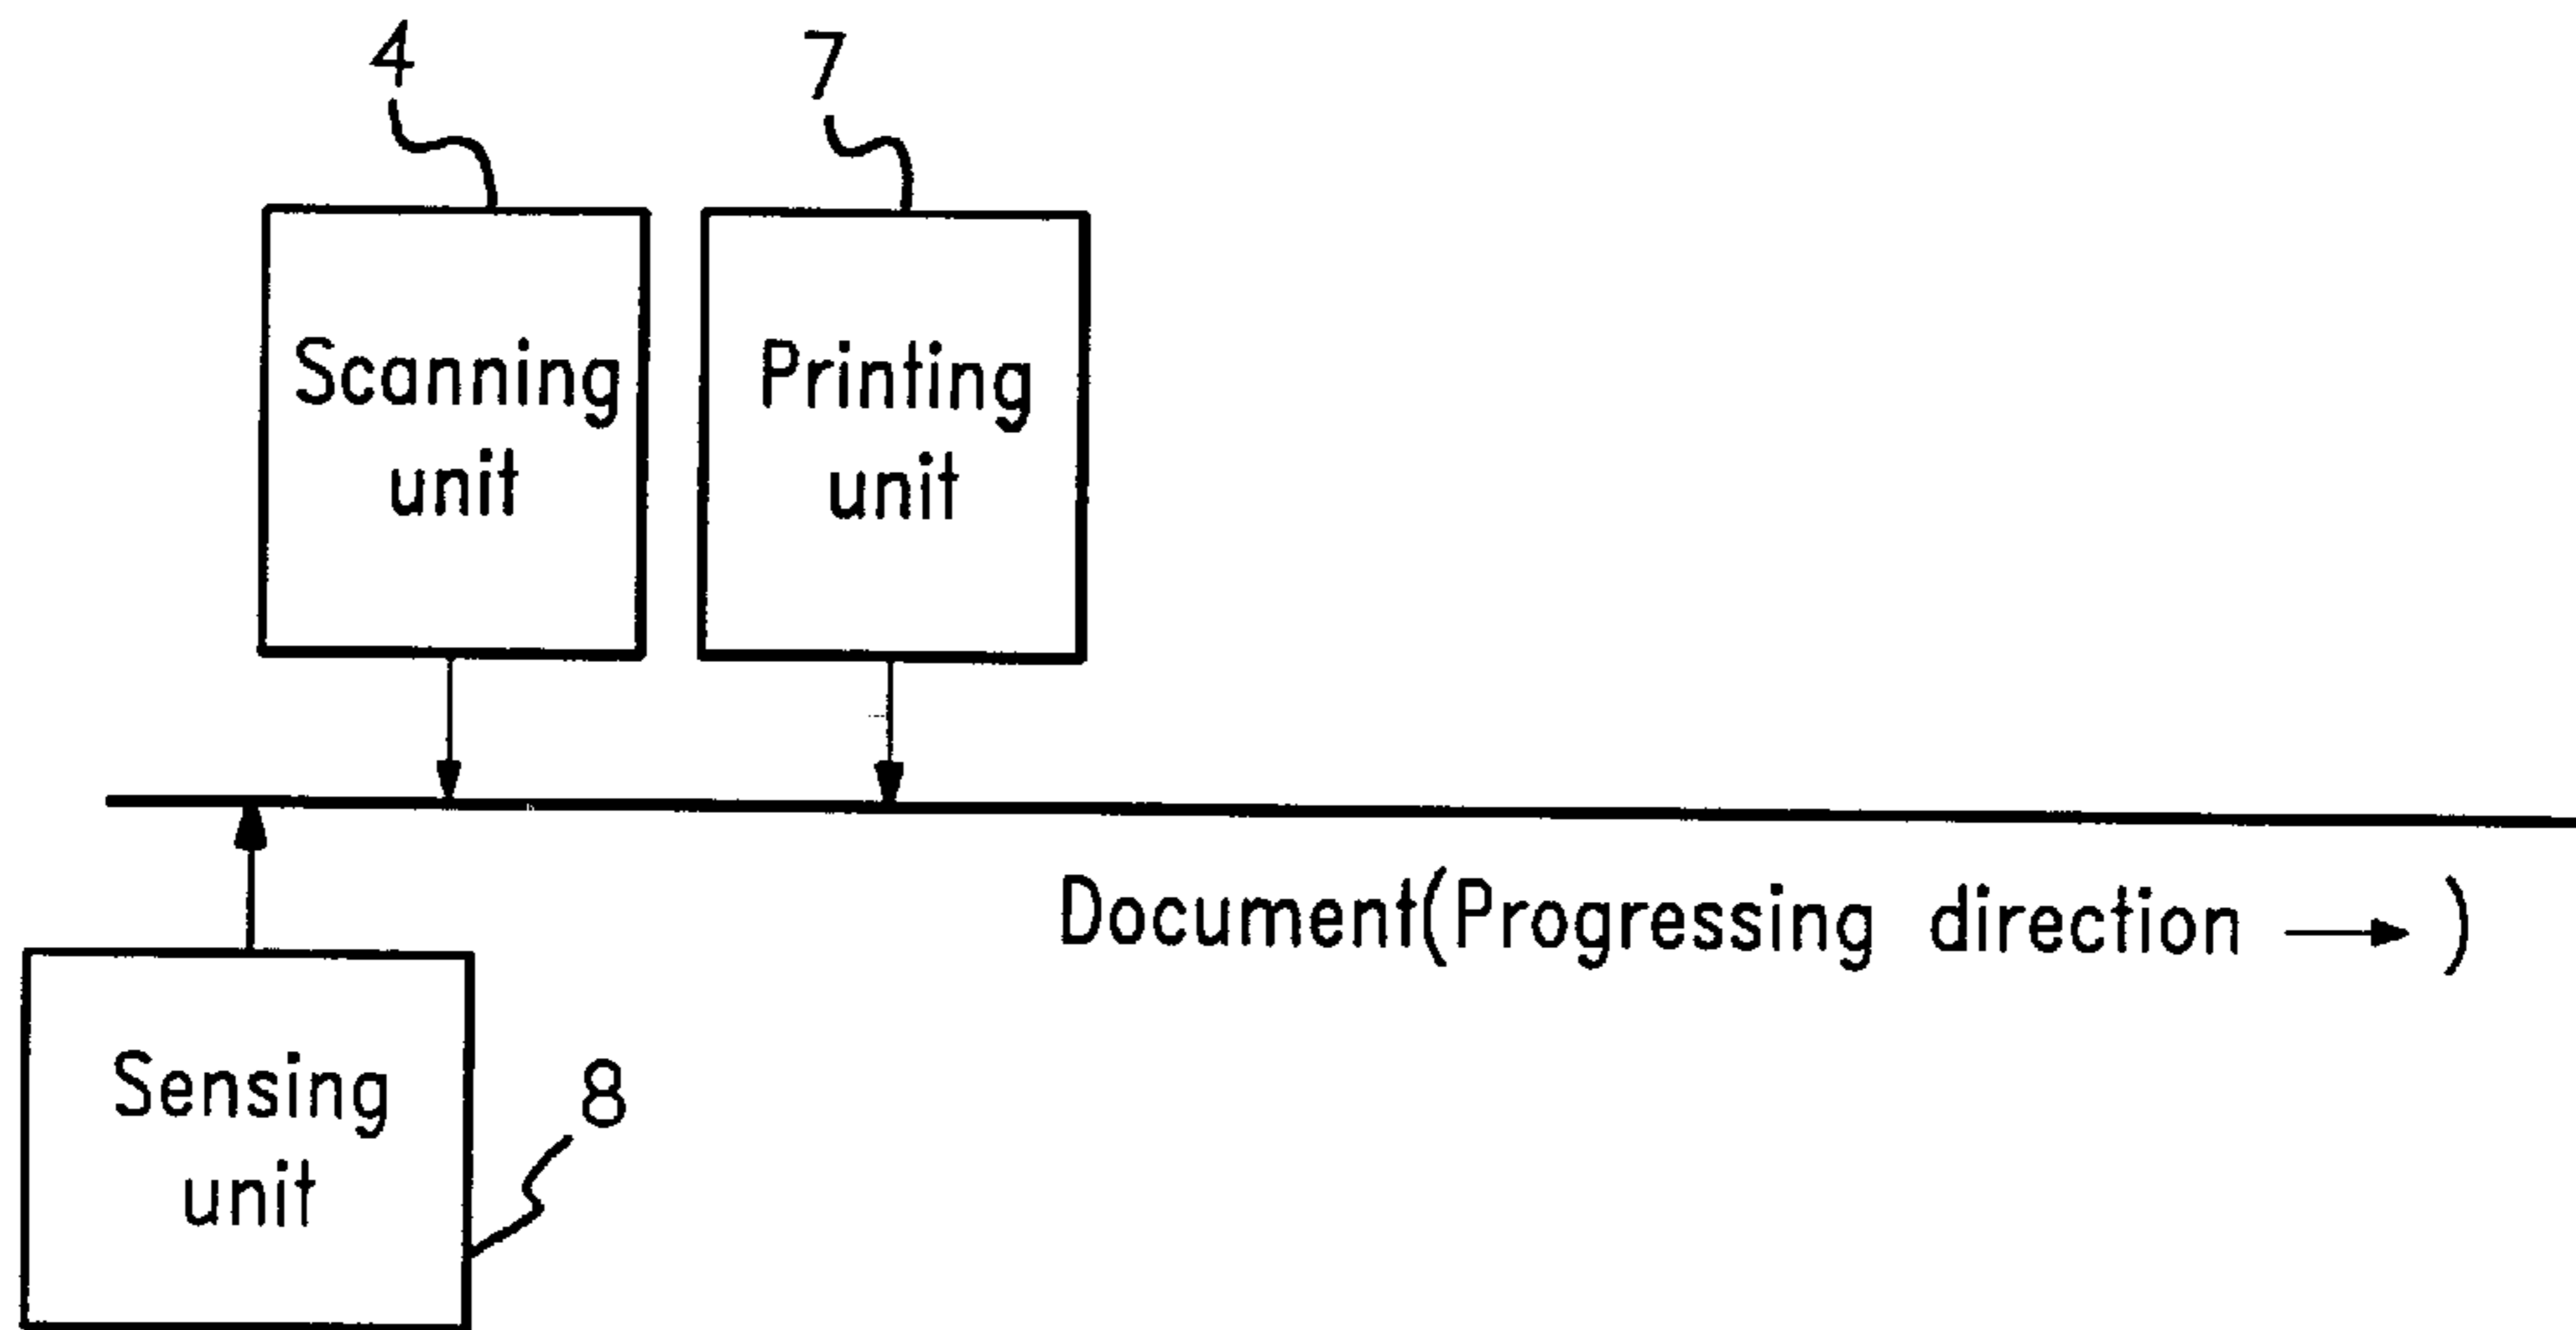 4
7
Scanning
unit
Printing
unit
Document(Progressing direction → )
Sensing
unit
8